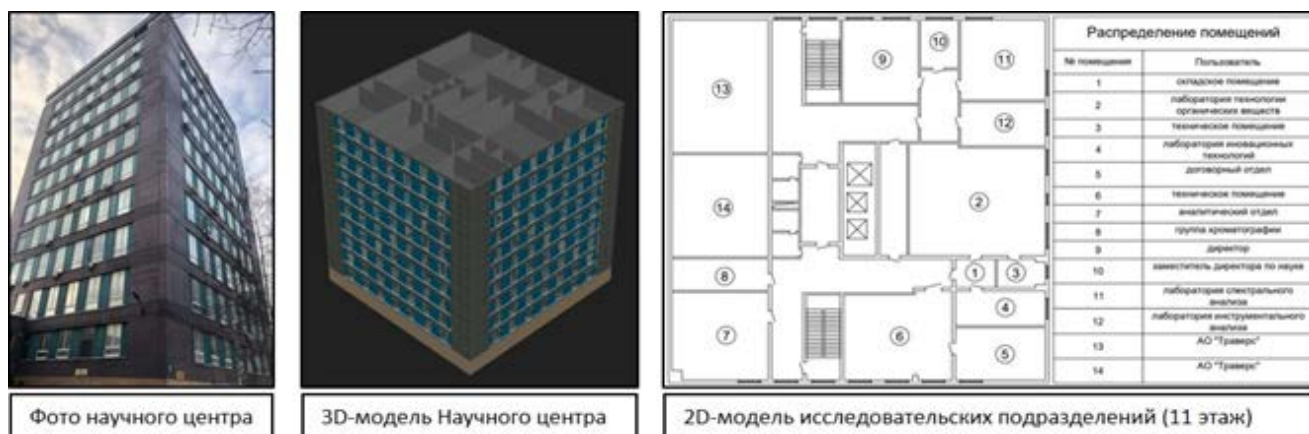 13
9
10
11
12
14
2
8
1
3
4
7
6
5
Распределение помещений
№ помещения Пользователь
1 складское помещение
2 лаборатория технологии
органических веществ
3 техническое помещение
4 лаборатория иновационных
технологий
5 договорный отдел
6 техническое помещение
7 аналитический отдел
8 группа хроматографии
9 директор
10 заместитель директора по науке
11 лаборатория спектрального
анализа
12 лаборатория инструментального
анализа
13 АО "Траверс"
14 АО "Траверс"
Фото научного центра
3D-модель Научного центра
2D-модель исследовательских подразделений (11 этаж)